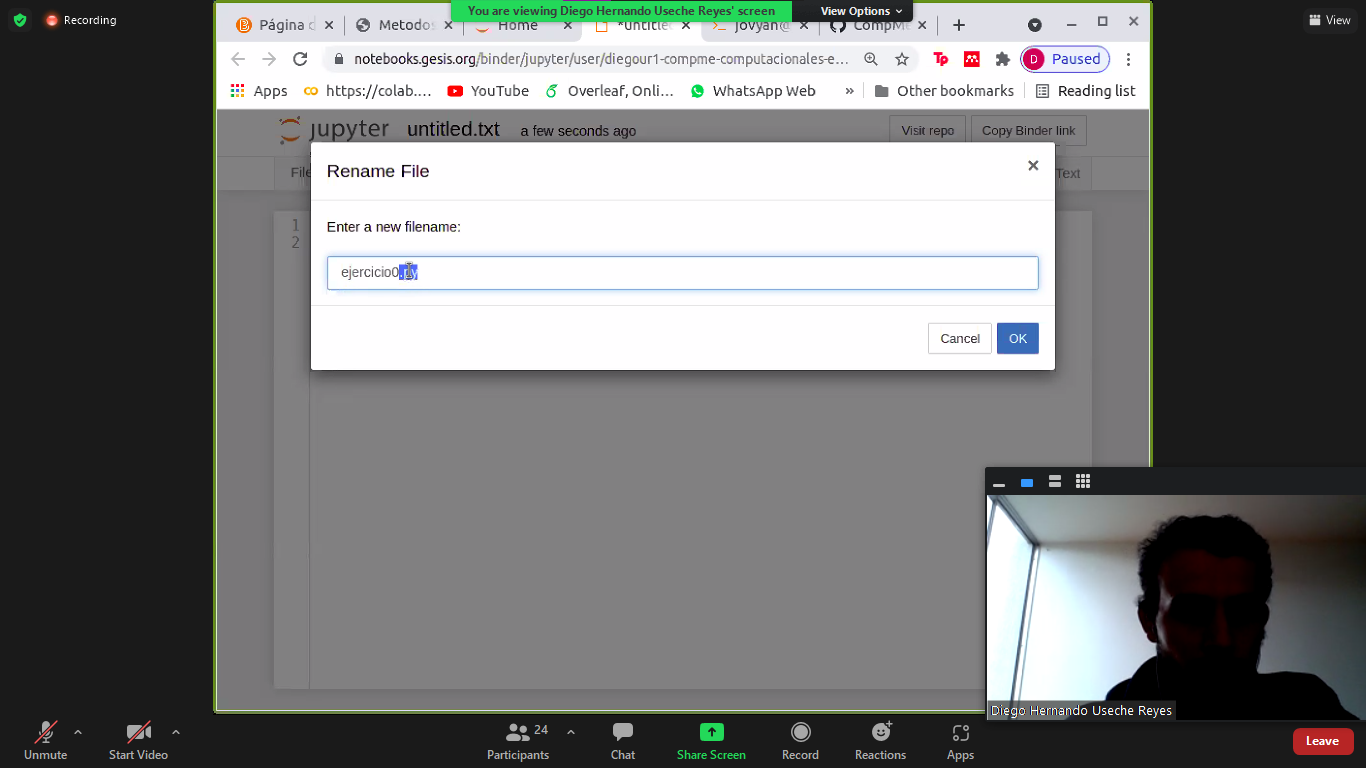 Recording
You are viewing Diego Hernando Useche Reyes' screen
View Options
View
Página
Metodos
Home
*untitle
jovyan@
CompMe
notebooks.gesis.org/binder/jupyter/user/diegour1-compme-computacionales-e...
Paused
Apps
https://colab....
YouTube
Overleaf, Onli...
WhatsApp Web
»
Other bookmarks
Reading list
jupyter
untitled.txt
a few seconds ago
Visit repo
Copy Binder link
File
Text
Rename File
Enter a new filename:
ejercicio0.py
Cancel
OK
1
2
Diego Hernando Useche Reyes
Unmute
Start Video
24
Participants
Chat
Share Screen
Record
Reactions
Apps
Leave